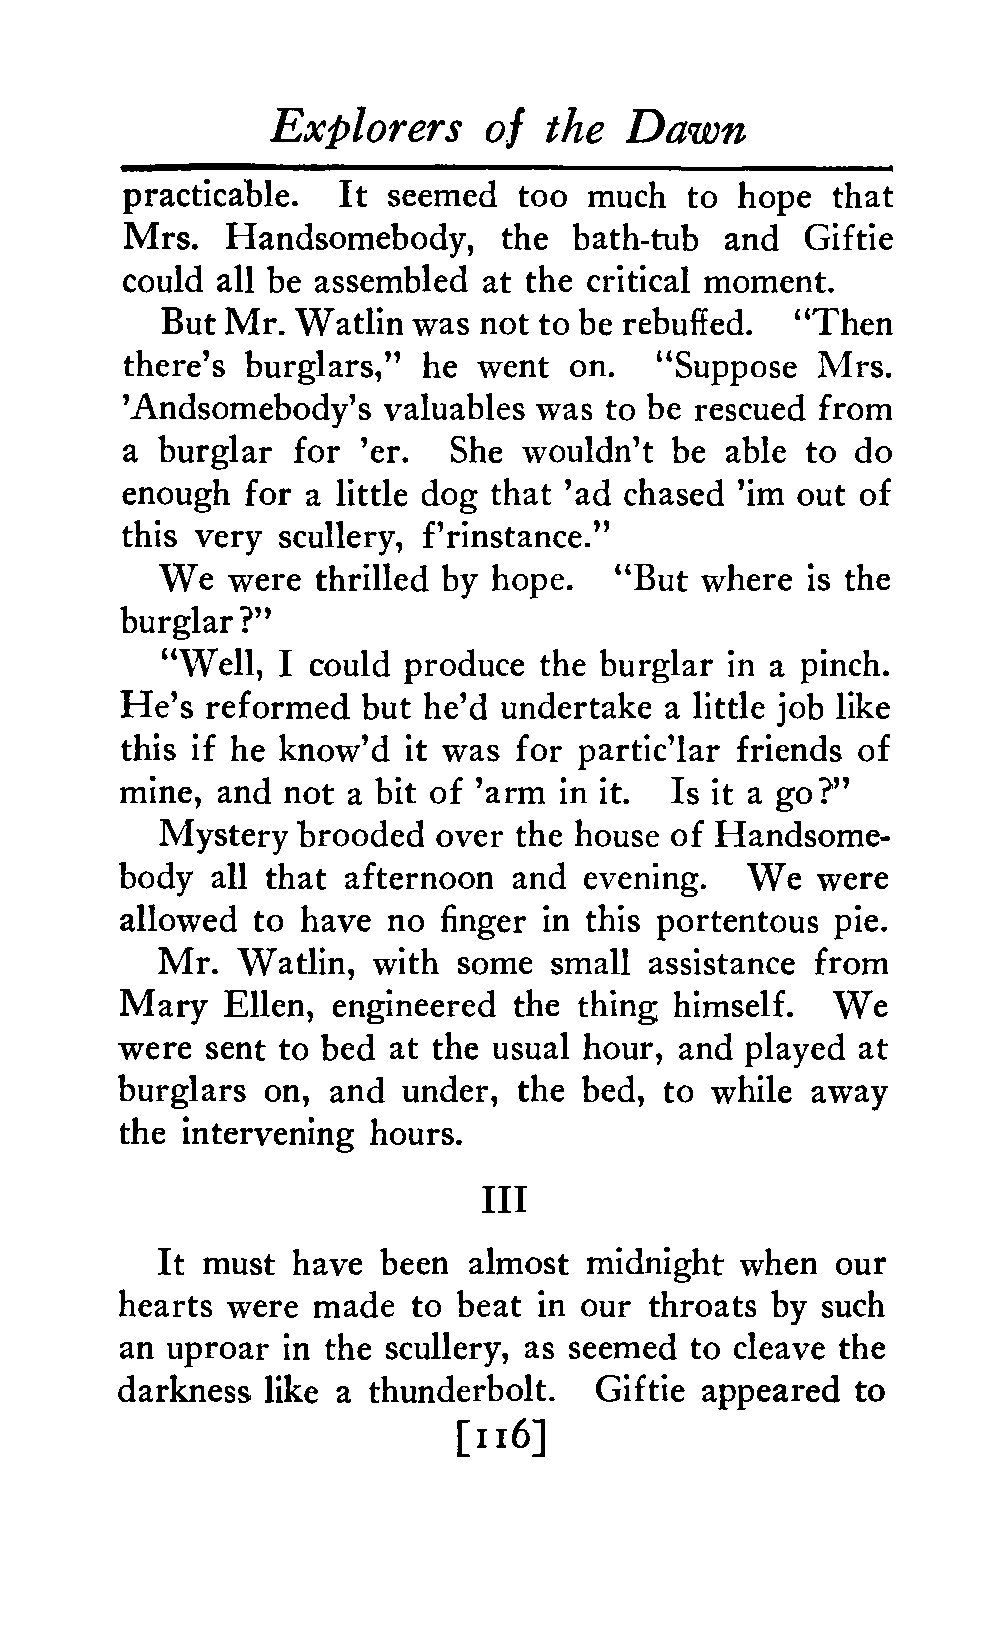 Explorers of the Dawn
practicable. It seemed too much to hope that
Mrs. Handsomebody, the bath-tub and Giftie
could all be assembled at the critical moment.
But Mr. Watlin was not to be rebuffed. "Then
there's burglars," he went on. "Suppose Mrs.
'Andsomebody's valuables was to be rescued from
a burglar for 'er. She wouldn't be able to do
enough for a little dog that 'ad chased 'im out of
this very scullery, f'rinstance."
We were thrilled by hope. "But where is the
burglar?"
"Well, I could produce the burglar in a pinch.
He's reformed but he'd undertake a little job like
this if he know'd it was for partic'lar friends of
mine, and not a bit of 'arm in it. Is it a go?"
Mystery brooded over the house of Handsome-
body all that afternoon and evening. We were
allowed to have no finger in this portentous pie.
Mr. Watlin, with some small assistance from
Mary Ellen, engineered the thing himself. We
were sent to bed at the usual hour, and played at
burglars on, and under, the bed, to while away
the intervening hours.
III
It must have been almost midnight when our
hearts were made to beat in our throats by such
an uproar in the scullery, as seemed to cleave the
darkness like a thunderbolt. Giftie appeared to
[116]